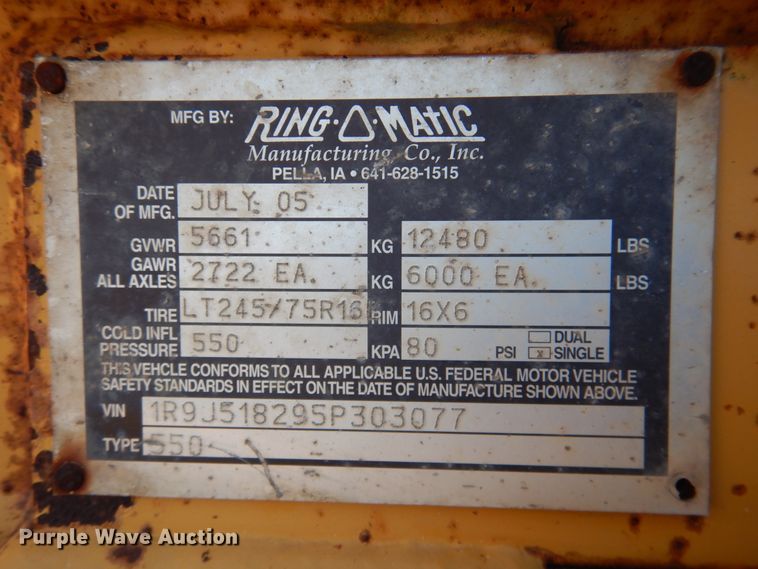 MFG BY: RING-O-MATIC
Manufacturing Co., Inc.
PELLA, IA • 641-628-1515
DATE OF MFG. JULY 05
GVWR 5661 KG 12480 LBS
GAWR ALL AXLES 2722 EA. KG 6000 EA. LBS
TIRE LT245/75R16 RIM 16X6
COLD INFL PRESSURE 550 KPA 80 PSI DUAL x SINGLE
THIS VEHCLE CONFORMS TO ALL APPLICABLE U.S. FEDERAL MOTOR VEHICLE
SAFETY STANDARDS IN EFFECT ON THE DATE OF MANUFACTURE SHOWN ABOVE.
VIN 1R9J518295P303077
TYPE 550
Purple Wave Auction